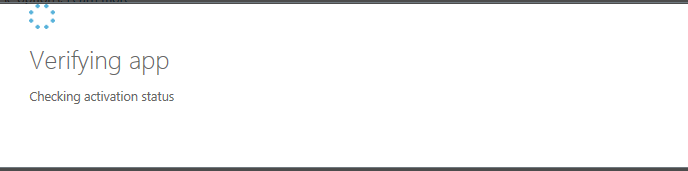 Verifying app
Checking activation status